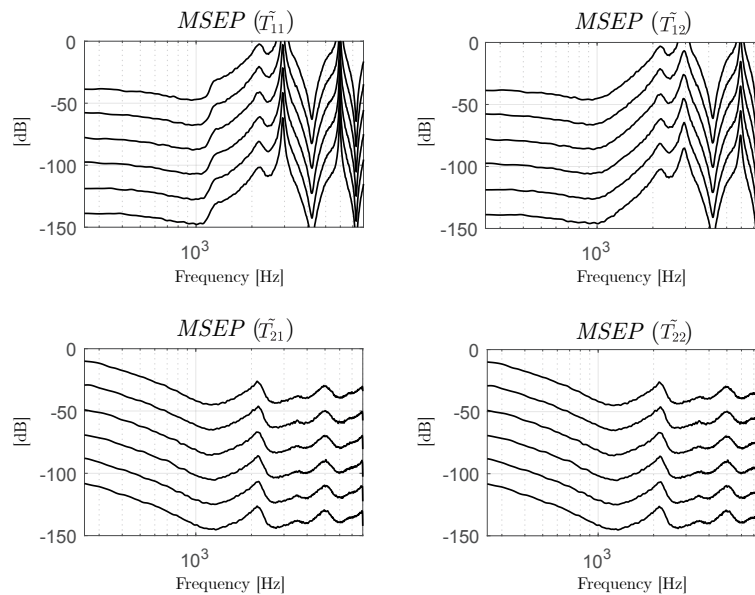 MSEP (T̃₁₁)
0
-50
-100
-150
[dB]
10³
Frequency [Hz]
MSEP (T̃₁₂)
0
-50
-100
-150
[dB]
10³
Frequency [Hz]
MSEP (T̃₂₁)
0
-50
-100
-150
[dB]
10³
Frequency [Hz]
MSEP (T̃₂₂)
0
-50
-100
-150
[dB]
10³
Frequency [Hz]